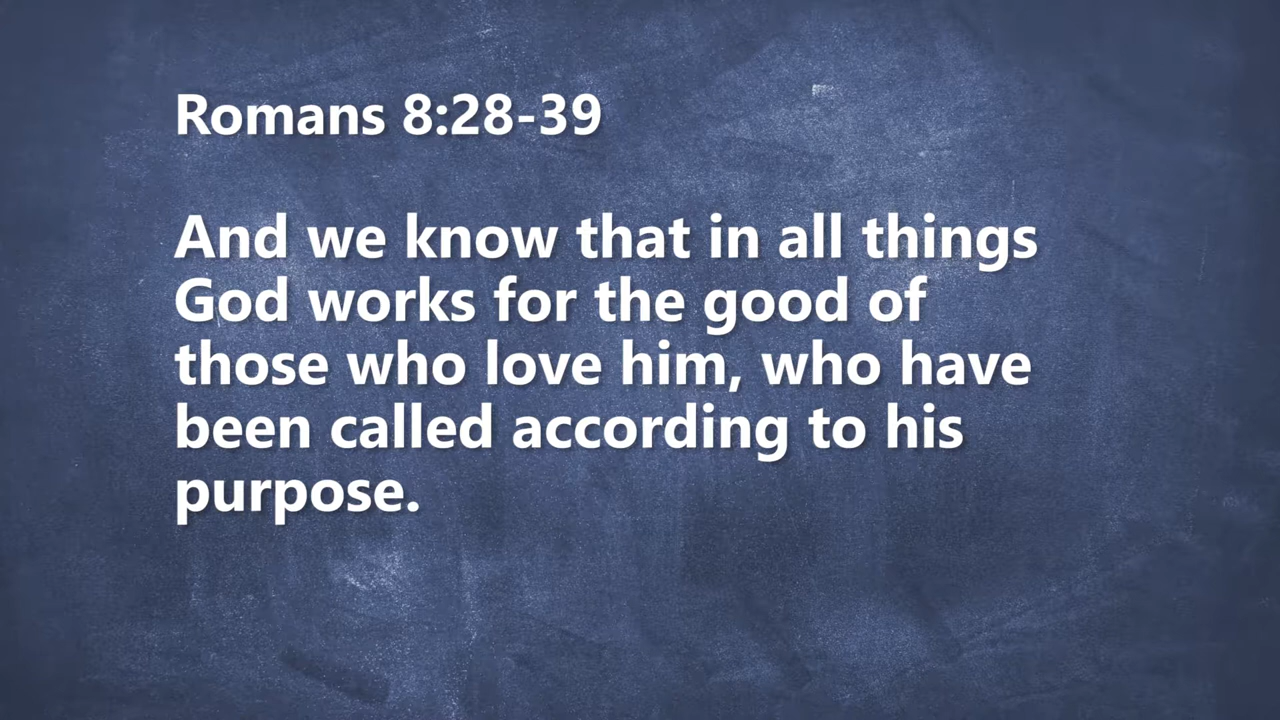 Romans 8:28-39
And we know that in all things
God works for the good of
those who love him, who have
been called according to his
purpose.